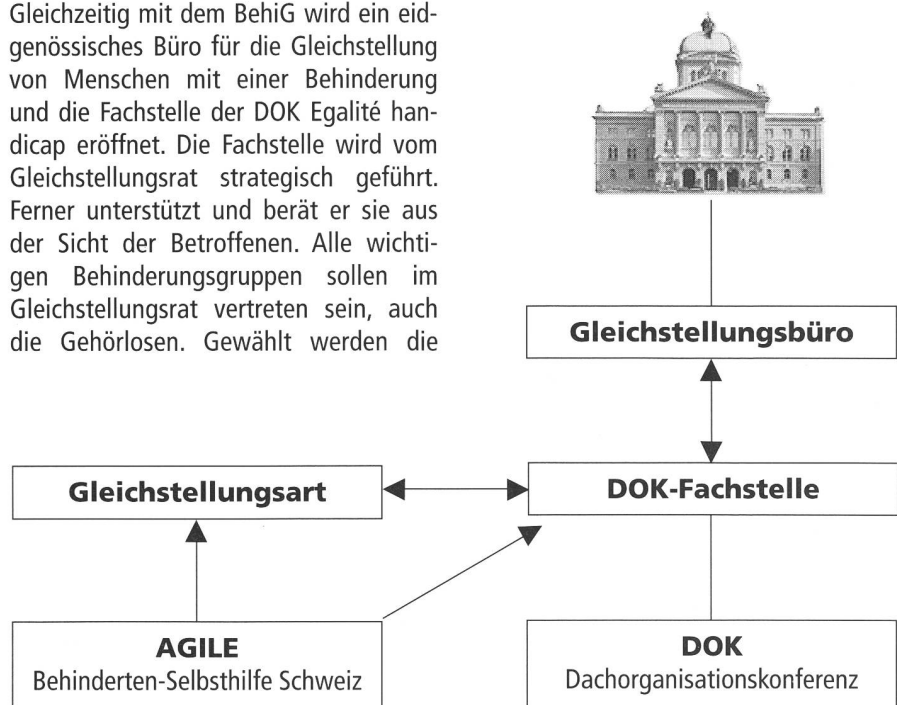 Gleichzeitig mit dem BehiG wird ein eid-
genössisches Büro für die Gleichstellung
von Menschen mit einer Behinderung
und die Fachstelle der DOK Egalité han-
dicap eröffnet. Die Fachstelle wird vom
Gleichstellungsrat strategisch geführt.
Ferner unterstützt und berät er sie aus
der Sicht der Betroffenen. Alle wichti-
gen Behinderungsgruppen sollen im
Gleichstellungsrat vertreten sein, auch
die Gehörlosen. Gewählt werden die
Gleichstellungsbüro
Gleichstellungsart
DOK-Fachstelle
AGILE
Behinderten-Selbsthilfe Schweiz
DOK
Dachorganisationskonferenz